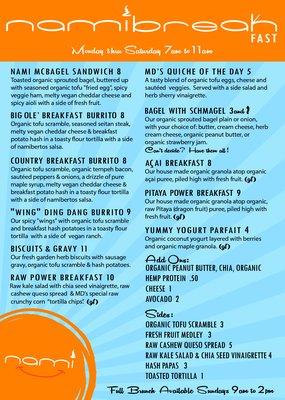 namibreak
FAST
Monday thru Saturday 7am to 11am
NAMI MCBAGEL SANDWICH 8
Toasted organic sprouted bagel, buttered up
with seasoned organic tofu "fried egg", spicy
veggie ham, melty vegan cheddar cheese and
spicy aioli with a side of fresh fruit.
BIG OLE' BREAKFAST BURRITO 8
Organic tofu scramble, seasoned seitan steak,
melty vegan cheddar cheese & breakfast
potato hash in a toasty flour tortilla with a side
of namibertos salsa.
COUNTRY BREAKFAST BURRITO 8
Organic tofu scramble, organic tempeh bacon,
sautéed peppers & onions, a drizzle of pure
maple syrup, melty vegan cheddar cheese &
breakfast potato hash in a toasty flour tortilla
with a side of namibertos salsa.
"WING" DING DANG BURRITO 9
Our spicy "wings" with organic tofu scramble
and breakfast hash potatoes in a toasty flour
tortilla with a side of vegan ranch.
BISCUITS & GRAVY 11
Our fresh garden herb biscuits with sausage
gravy, organic tofu scramble & hash potatoes.
RAW POWER BREAKFAST 10
Raw kale salad with chea seed vinaigrette, raw
cashew queso spread & MD's special raw
crunchy corn "tortilla chips" (gf)
nami
MD'S QUICHE OF THE DAY 5
A tasty blend of organic tofu eggs, cheese and
sautéed veggies. Served with a side salad and
herb sherry vinaigrette.
BAGEL WITH SCHMAGEL 3and1/2
Our organic sprouted bagel plain or onion,
with your choice of: butter, cream cheese, herb
cream cheese, organic peanut butter, or
organic strawberry jam.
Can't decide? Have them all!
AÇAI BREAKFAST 8
Our house made organic granola atop organic
açai puree, piled high with fresh fruit. (gf)
PITAYA POWER BREAKFAST 9
Our house made organic granola atop organic,
raw Pitaya (dragon fruit) puree, piled high with
fresh fruit. (gf)
YUMMY YOGURT PARFAIT 4
Organic coconut yogurt layered with berries
and organic maple granola. (gf)
Add Ons:
ORGANIC PEANUT BUTTER, CHIA, ORGANIC
HEMP PROTEIN .50
CHEESE 1
AVOCADO 2
Sides:
ORGANIC TOFU SCRAMBLE 3
FRESH FRUIT MEDLEY 3
RAW CASHEW QUESO SPREAD 5
RAW KALE SALAD & CHIA SEED VINAIGRETTE 4
HASH PAPAS 3
TOASTED TORTILLA 1
Full Brunch Available Sundays 9am to 2pm